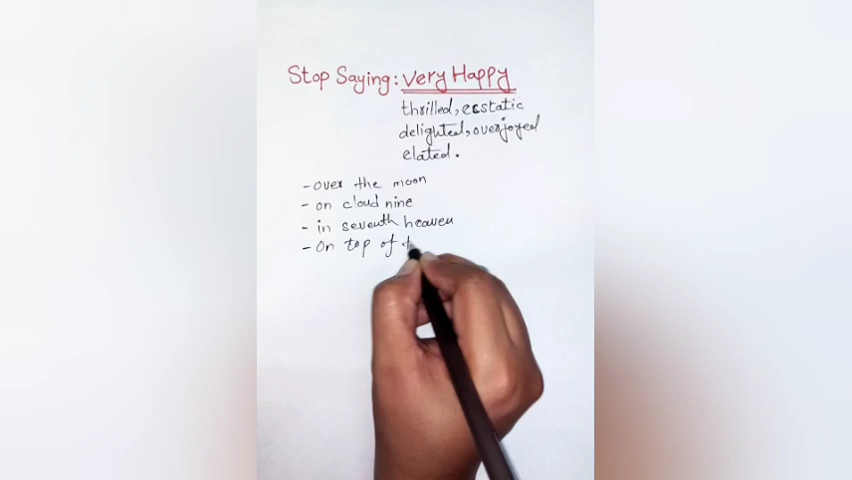 Stop Saying: Very Happy
thrilled, ecstatic
delighted, overjoyed
elated.
- over the moon
- on cloud nine
- in seventh heaven
- On top of t